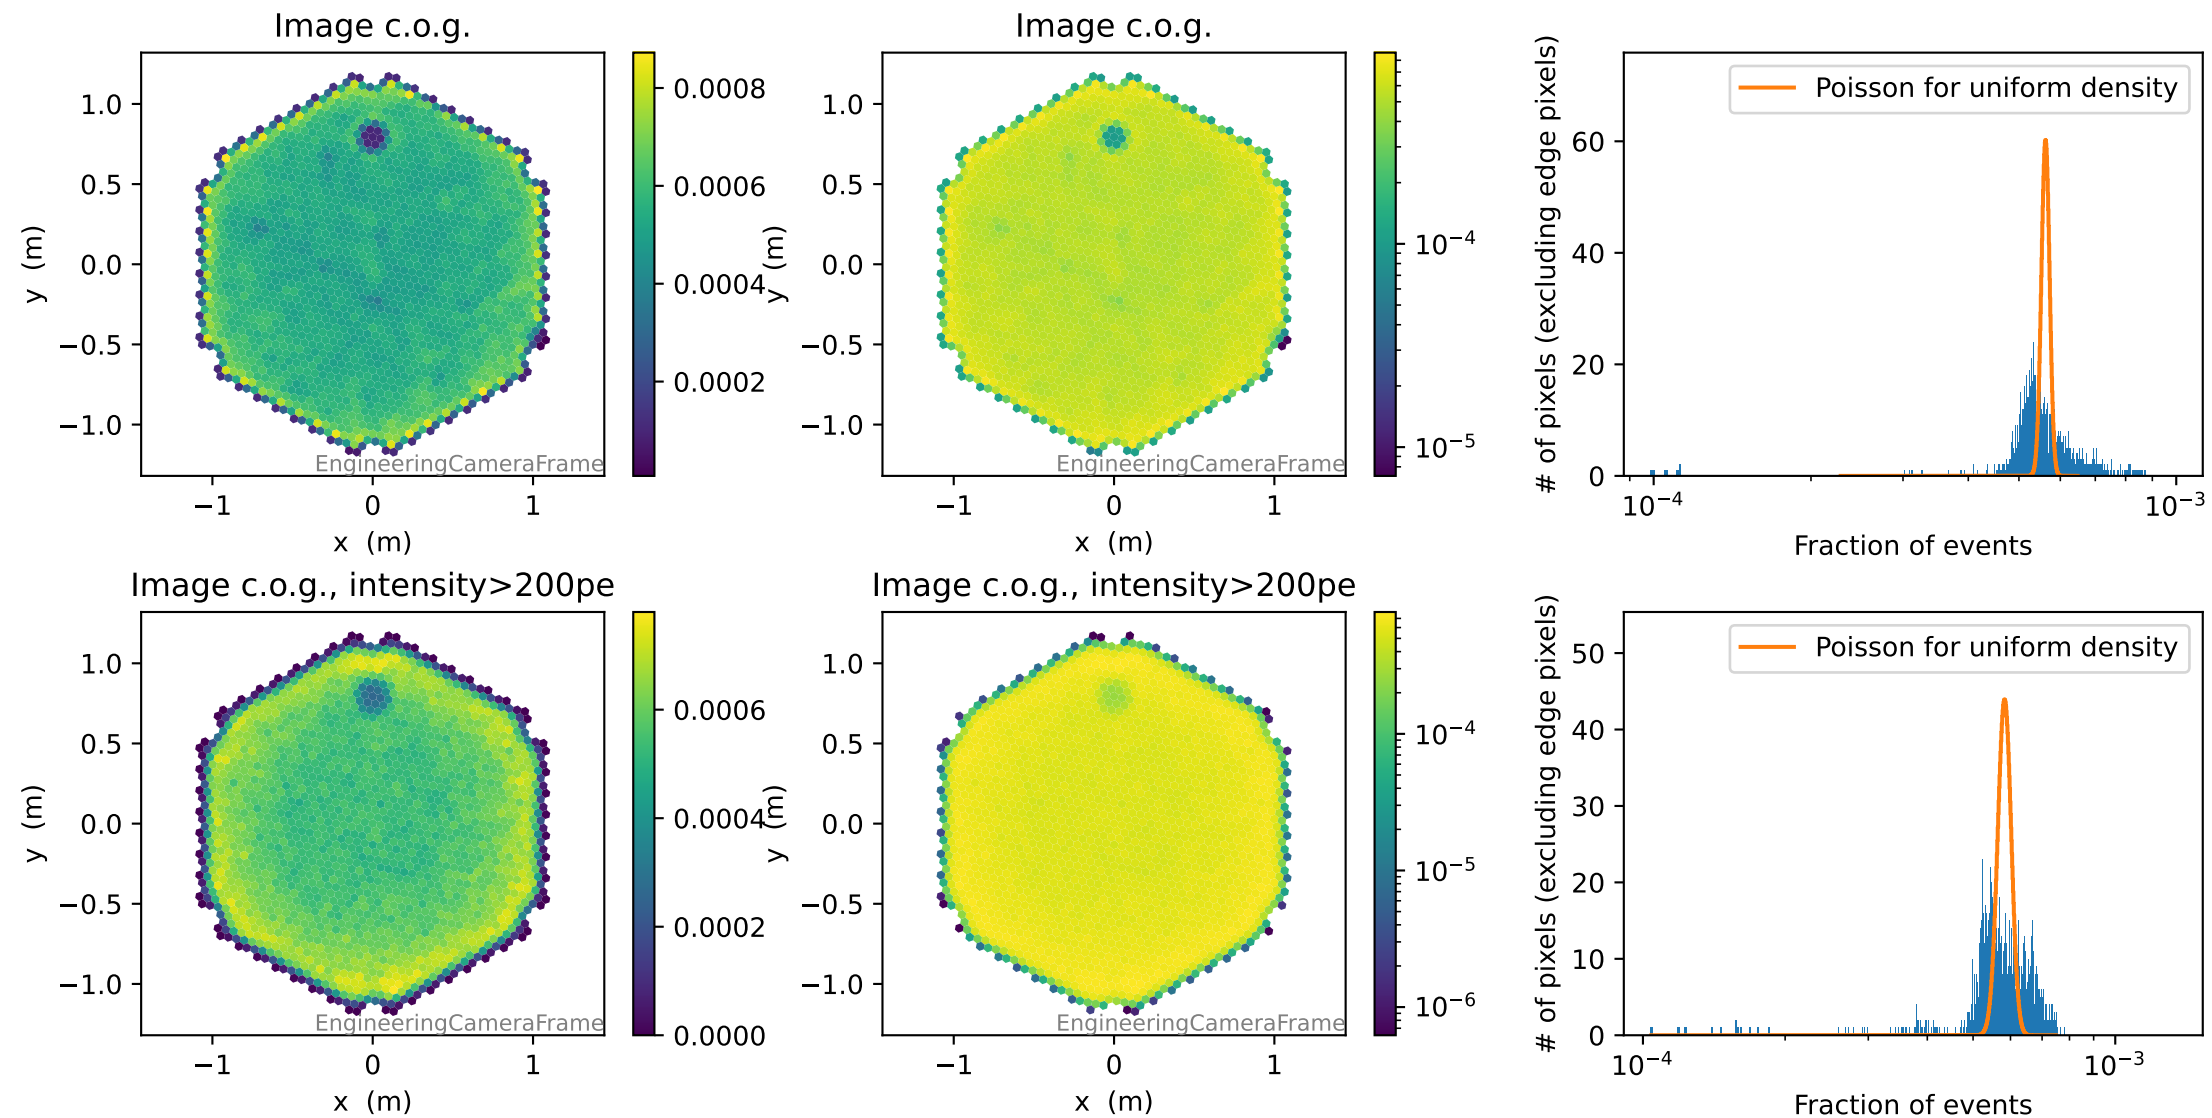 Image c.o.g.
1.0
0.5
0.0
−0.5
−1.0
y (m)
−1
0
1
x (m)
EngineeringCameraFrame
0.0008
0.0006
0.0004
0.0002
Image c.o.g.
1.0
0.5
0.0
−0.5
−1.0
y (m)
−1
0
1
x (m)
EngineeringCameraFrame
10⁻⁴
10⁻⁵
Poisson for uniform density
60
40
20
0
# of pixels (excluding edge pixels)
10⁻⁴
10⁻³
Fraction of events
Image c.o.g., intensity>200pe
1.0
0.5
0.0
−0.5
−1.0
y (m)
−1
0
1
x (m)
EngineeringCameraFrame
0.0006
0.0004
0.0002
0.0000
Image c.o.g., intensity>200pe
1.0
0.5
0.0
−0.5
−1.0
y (m)
−1
0
1
x (m)
EngineeringCameraFrame
10⁻⁴
10⁻⁵
10⁻⁶
Poisson for uniform density
50
40
30
20
10
0
# of pixels (excluding edge pixels)
10⁻⁴
10⁻³
Fraction of events